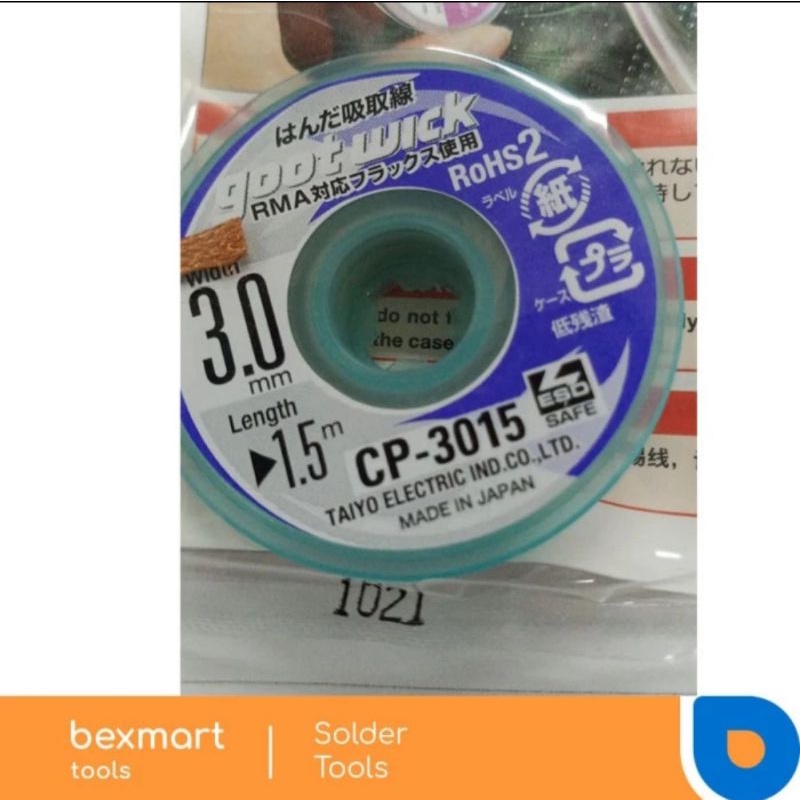 はんだ吸取線
goot wick
RMA対応フラックス使用
RoHS2
ラベル
紙
プラ
ケース
低残渣
Width
3.0
mm
Length
1.5m
CP-3015
ESD
SAFE
TAIYO ELECTRIC IND.CO.,LTD.
MADE IN JAPAN
do not
the case
1021
bexmart
tools
Solder
Tools